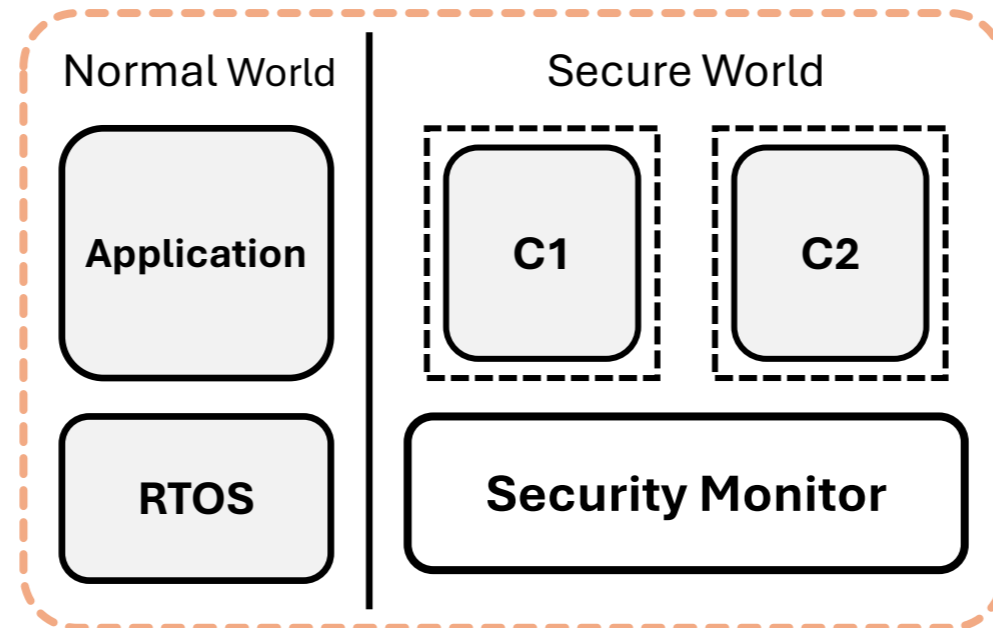 Normal World
Secure World
Application
C1
C2
RTOS
Security Monitor